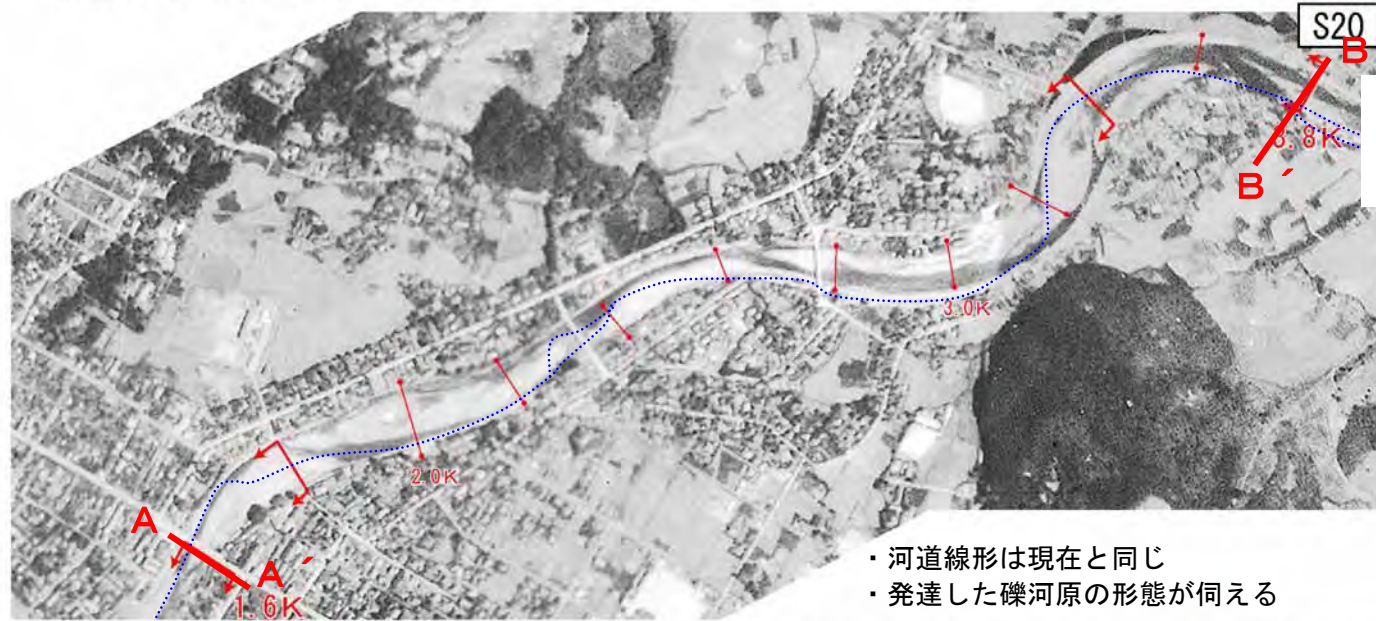 S20
B
3.8K
B´
3.0K
2.0K
A
A´
1.6K
・河道線形は現在と同じ
・発達した礫河原の形態が伺える